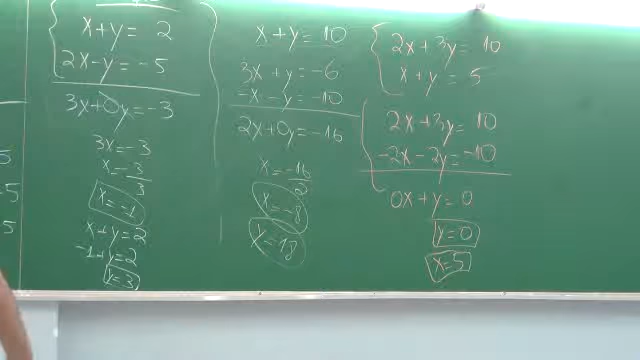 x+y= 2
2x-y=-5
3x+0y=-3
3x=-3
x=-3
3
x=-1
x+y=2
-1+y=2
y=3
x+y=10
3x+y=-6
-x-y=-10
2x+0y=-16
x=-16
2
x=-8
y=18
2x+3y= 10
x+y= 5
2x+3y= 10
-2x-2y=-10
0x+y=0
y=0
x=5